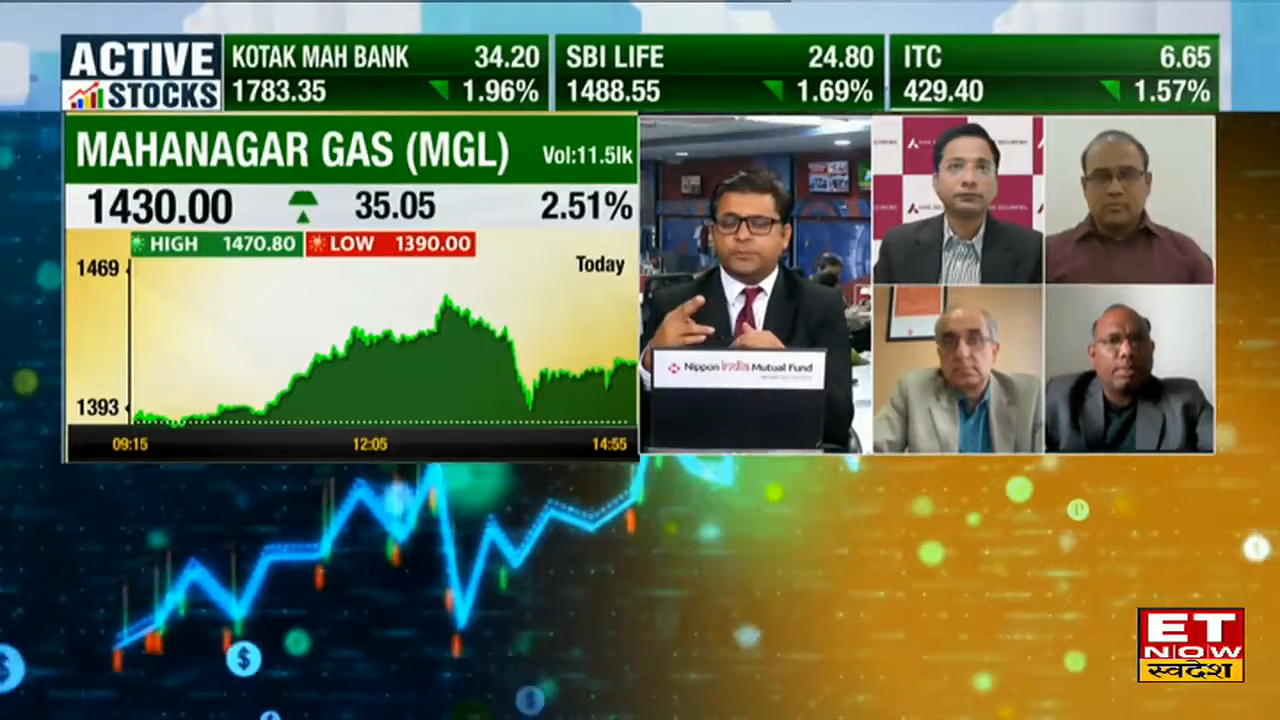 ACTIVE
STOCKS
KOTAK MAH BANK 34.20
1783.35 1.96%
SBI LIFE 24.80
1488.55 1.69%
ITC 6.65
429.40 1.57%
MAHANAGAR GAS (MGL) Vol:11.5lk
1430.00 35.05 2.51%
HIGH 1470.80 LOW 1390.00
Today
1469
1393
09:15 12:05 14:55
Nippon india Mutual Fund
ET
NOW
स्वदेश